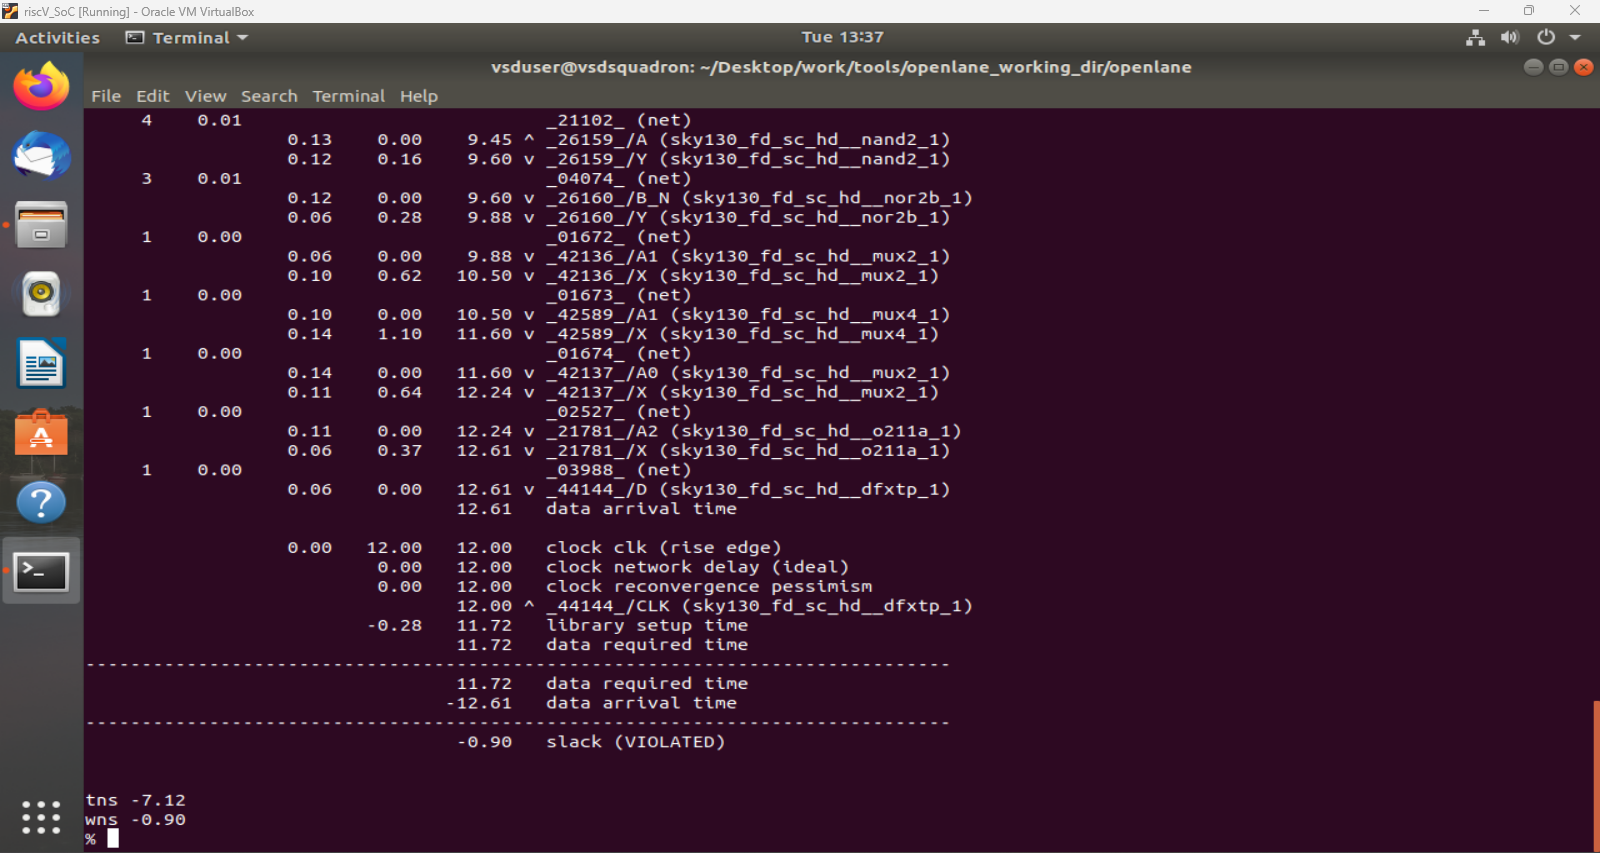 riscV_SoC [Running] - Oracle VM VirtualBox
Activities Terminal Tue 13:37
vsduser@vsdsquadron: ~/Desktop/work/tools/openlane_working_dir/openlane
File Edit View Search Terminal Help
4 0.01 _21102_ (net)
0.13 0.00 9.45 ^ _26159_/A (sky130_fd_sc_hd__nand2_1)
0.12 0.16 9.60 v _26159_/Y (sky130_fd_sc_hd__nand2_1)
3 0.01 _04074_ (net)
0.12 0.00 9.60 v _26160_/B_N (sky130_fd_sc_hd__nor2b_1)
0.06 0.28 9.88 v _26160_/Y (sky130_fd_sc_hd__nor2b_1)
1 0.00 _01672_ (net)
0.06 0.00 9.88 v _42136_/A1 (sky130_fd_sc_hd__mux2_1)
0.10 0.62 10.50 v _42136_/X (sky130_fd_sc_hd__mux2_1)
1 0.00 _01673_ (net)
0.10 0.00 10.50 v _42589_/A1 (sky130_fd_sc_hd__mux4_1)
0.14 1.10 11.60 v _42589_/X (sky130_fd_sc_hd__mux4_1)
1 0.00 _01674_ (net)
0.14 0.00 11.60 v _42137_/A0 (sky130_fd_sc_hd__mux2_1)
0.11 0.64 12.24 v _42137_/X (sky130_fd_sc_hd__mux2_1)
1 0.00 _02527_ (net)
0.11 0.00 12.24 v _21781_/A2 (sky130_fd_sc_hd__o211a_1)
0.06 0.37 12.61 v _21781_/X (sky130_fd_sc_hd__o211a_1)
1 0.00 _03988_ (net)
0.06 0.00 12.61 v _44144_/D (sky130_fd_sc_hd__dfxtp_1)
12.61 data arrival time
0.00 12.00 12.00 clock clk (rise edge)
0.00 12.00 clock network delay (ideal)
0.00 12.00 clock reconvergence pessimism
12.00 ^ _44144_/CLK (sky130_fd_sc_hd__dfxtp_1)
-0.28 11.72 library setup time
11.72 data required time
-----------------------------------------------------------------------------
11.72 data required time
-12.61 data arrival time
-----------------------------------------------------------------------------
-0.90 slack (VIOLATED)
tns -7.12
wns -0.90
%